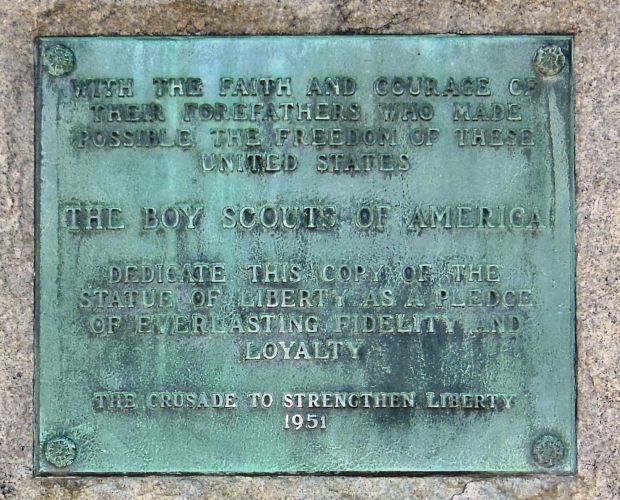 WITH THE FAITH AND COURAGE OF
THEIR FOREFATHERS WHO MADE
POSSIBLE THE FREEDOM OF THESE
UNITED STATES
THE BOY SCOUTS OF AMERICA
DEDICATE THIS COPY OF THE
STATUE OF LIBERTY AS A PLEDGE
OF EVERLASTING FIDELITY AND
LOYALTY
THE CRUSADE TO STRENGTHEN LIBERTY
1951